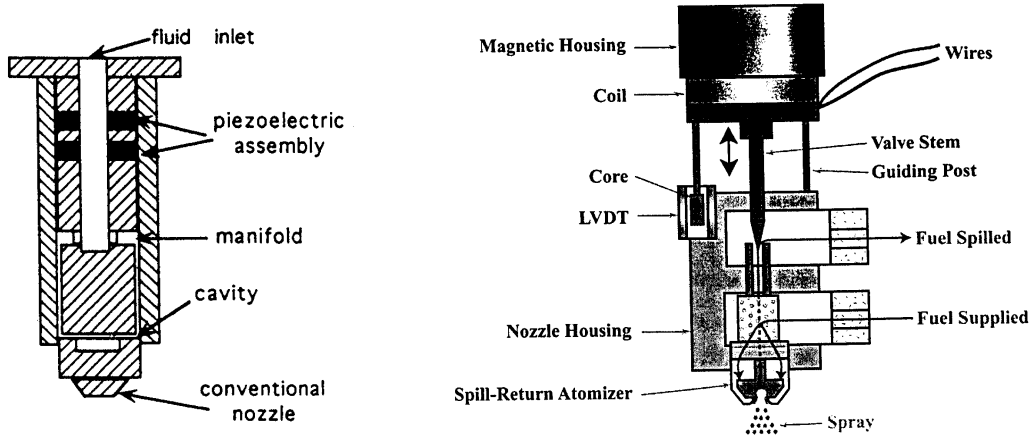 fluid inlet
piezoelectric
assembly
manifold
cavity
conventional
nozzle
Magnetic Housing
Wires
Coil
Valve Stem
Guiding Post
Core
LVDT
Fuel Spilled
Nozzle Housing
Fuel Supplied
Spill-Return Atomizer
Spray